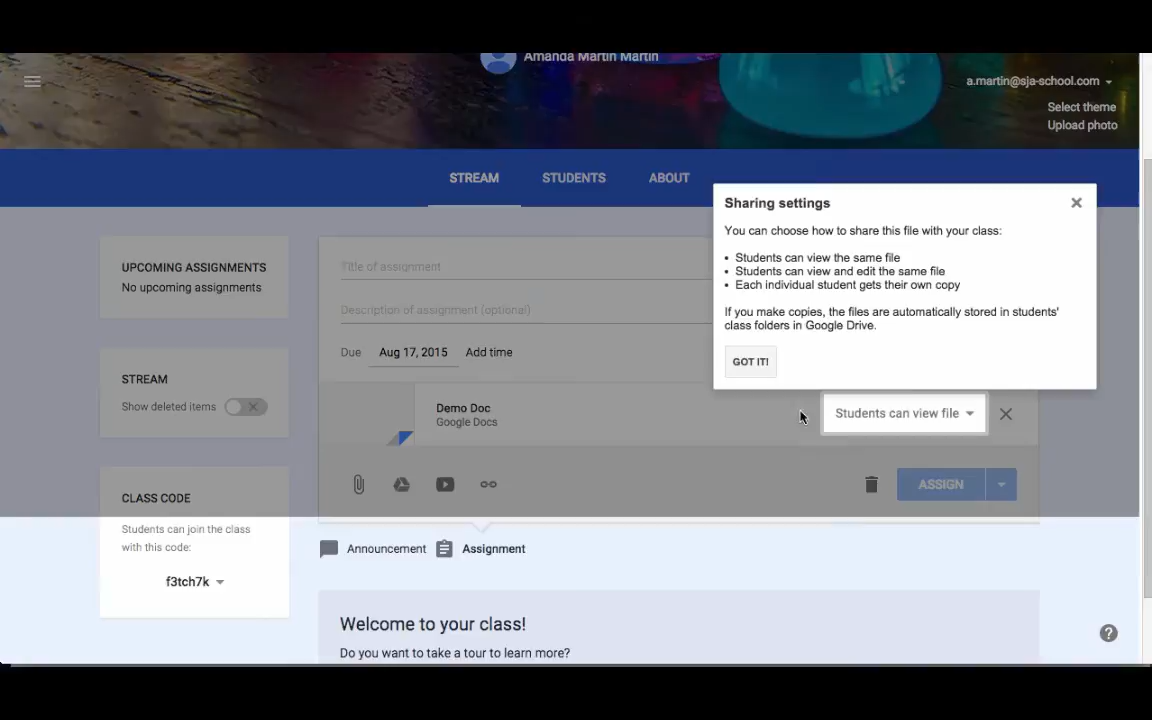 Amanda Martin Martin
a.martin@sja-school.com
Select theme
Upload photo
STREAM
STUDENTS
ABOUT
Sharing settings
You can choose how to share this file with your class:
• Students can view the same file
• Students can view and edit the same file
• Each individual student gets their own copy
If you make copies, the files are automatically stored in students'
class folders in Google Drive.
GOT IT!
UPCOMING ASSIGNMENTS
No upcoming assignments
Title of assignment
Description of assignment (optional)
Due Aug 17, 2015 Add time
STREAM
Show deleted items
Demo Doc
Google Docs
Students can view file
ASSIGN
CLASS CODE
Students can join the class
with this code:
f3tch7k
Announcement
Assignment
Welcome to your class!
Do you want to take a tour to learn more?